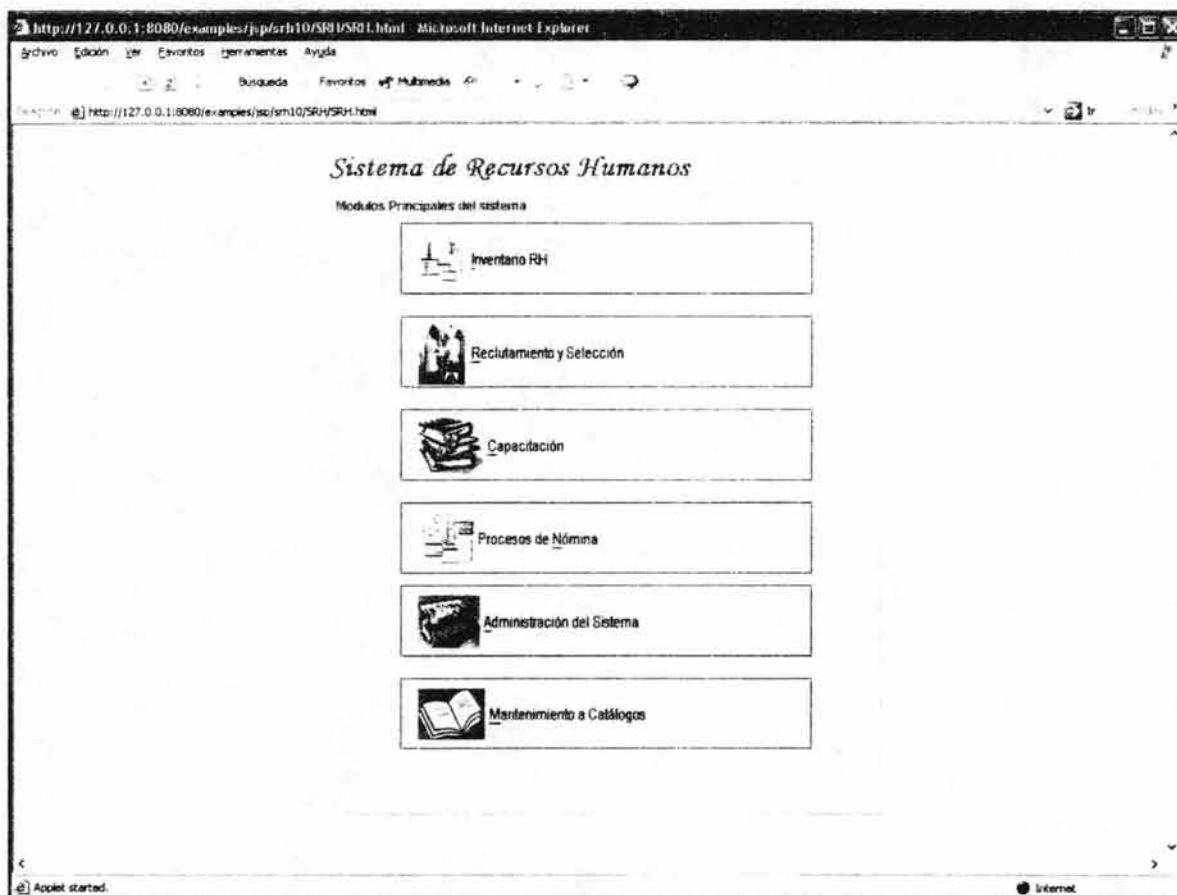 http://127.0.0.1:8080/examples/jsp/srh10/SRH/SRH.html - Microsoft Internet Explorer
Archivo Edición Ver Favoritos Herramientas Ayuda
Búsqueda Favoritos Multimedia
http://127.0.0.1:8080/examples/jsp/srh10/SRH/SRH.html Ir
Sistema de Recursos Humanos
Modulos Principales del sistema
Inventario RH
Reclutamiento y Selección
Capacitación
Procesos de Nómina
Administración del Sistema
Mantenimiento a Catálogos
Applet started. Internet